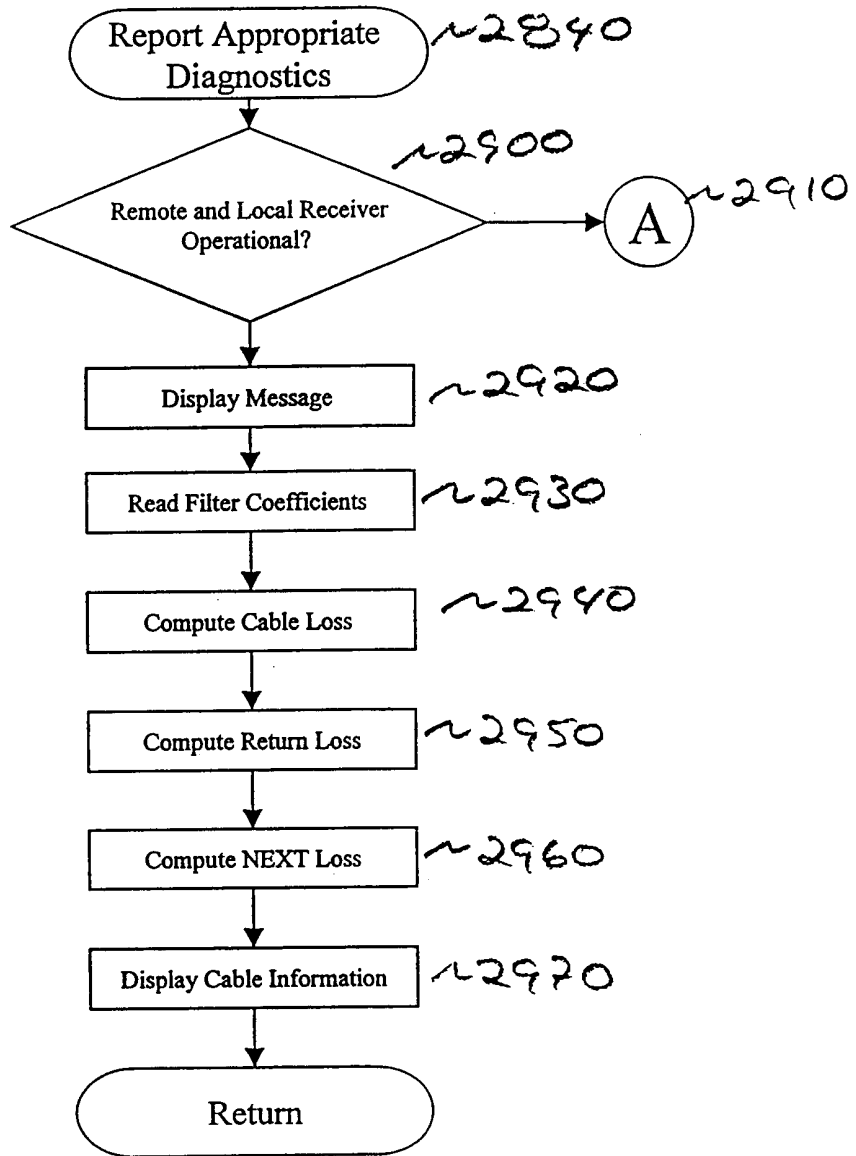 Report Appropriate
Diagnostics
~2840
~2900
Remote and Local Receiver
Operational?
A
~2910
Display Message
~2920
Read Filter Coefficients
~2930
Compute Cable Loss
~2940
Compute Return Loss
~2950
Compute NEXT Loss
~2960
Display Cable Information
~2970
Return